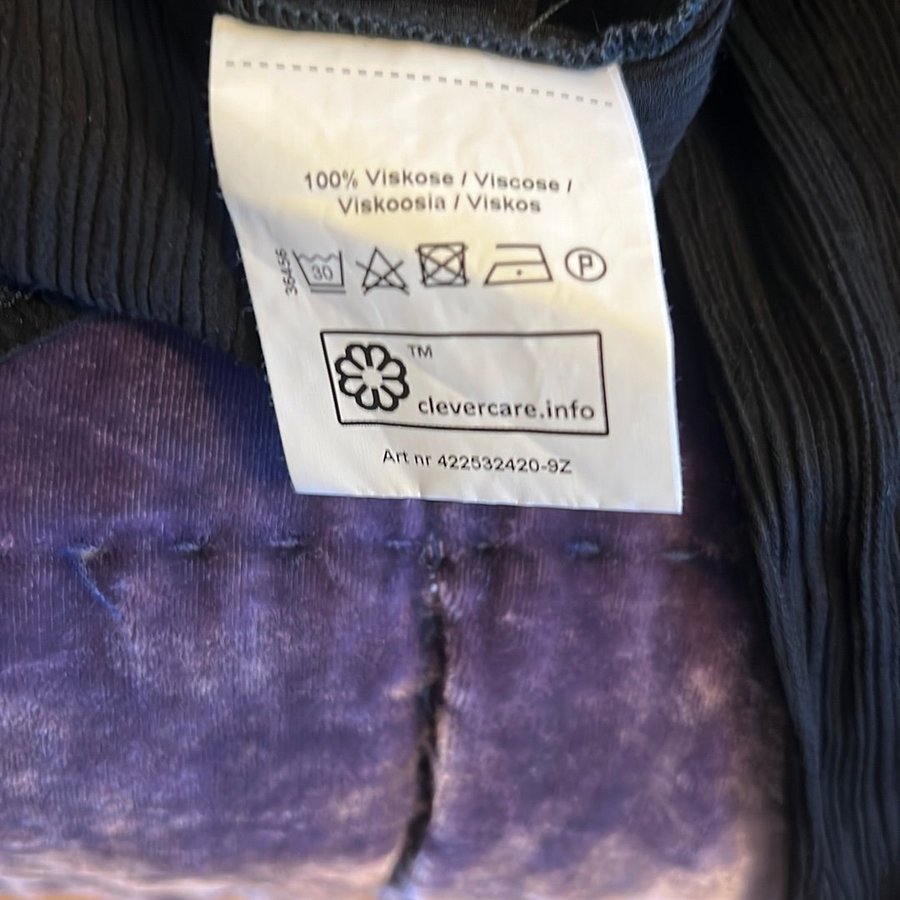 100% Viskose / Viscose /
Viskoosia / Viskos
36456
30
P
TM
clevercare.info
Art nr 422532420-9Z